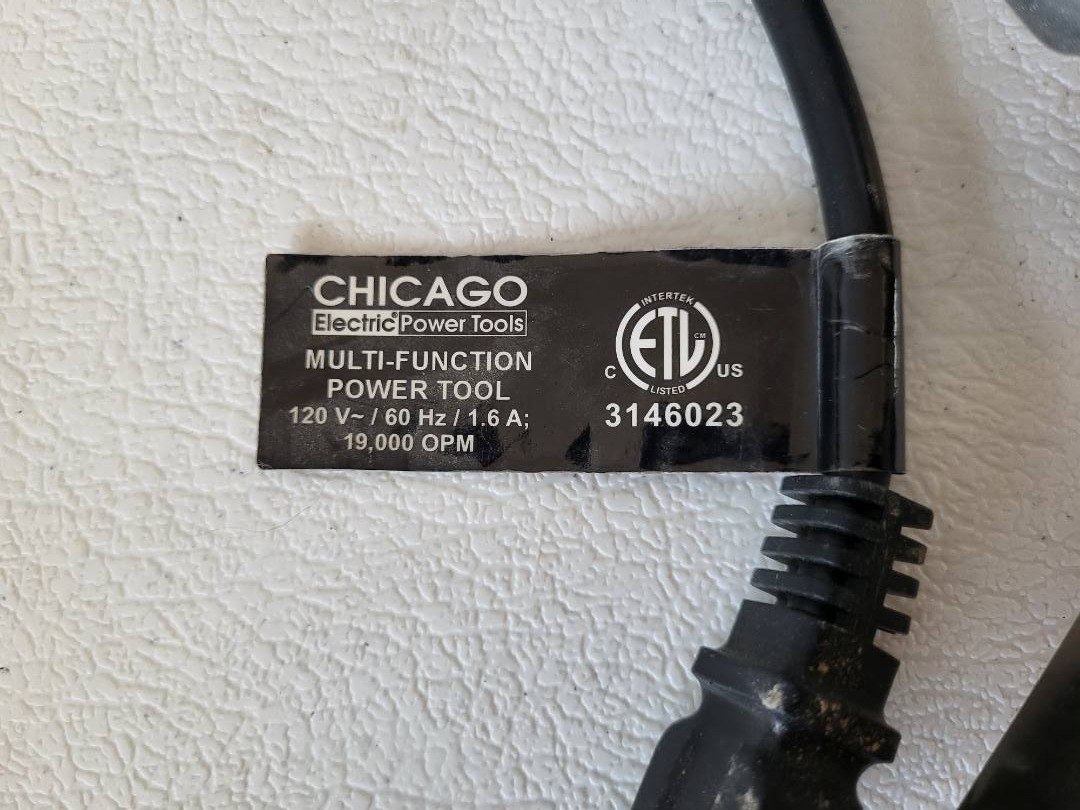 CHICAGO
Electric® Power Tools
MULTI-FUNCTION
POWER TOOL
120 V~ / 60 Hz / 1.6 A;
19,000 OPM
INTERTEK
ETL CM
C US
LISTED
3146023